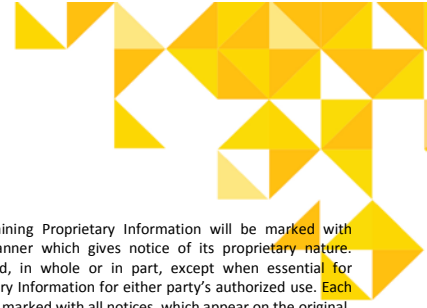 ining Proprietary Information will be marked with
anner which gives notice of its proprietary nature.
d, in whole or in part, except when essential for
ry Information for either party's authorized use. Each
marked with all notices, which appear on the original.